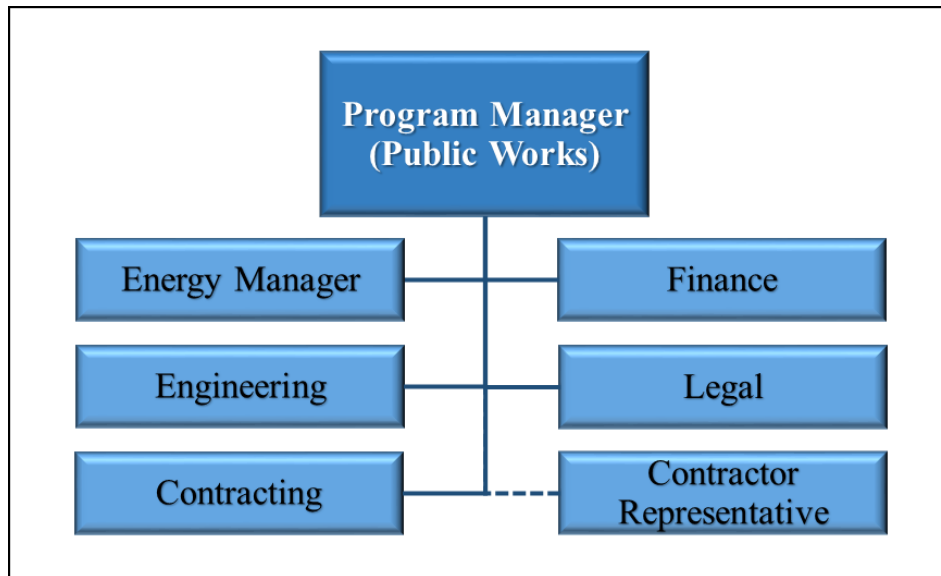 Program Manager
(Public Works)
Energy Manager
Finance
Engineering
Legal
Contracting
Contractor
Representative